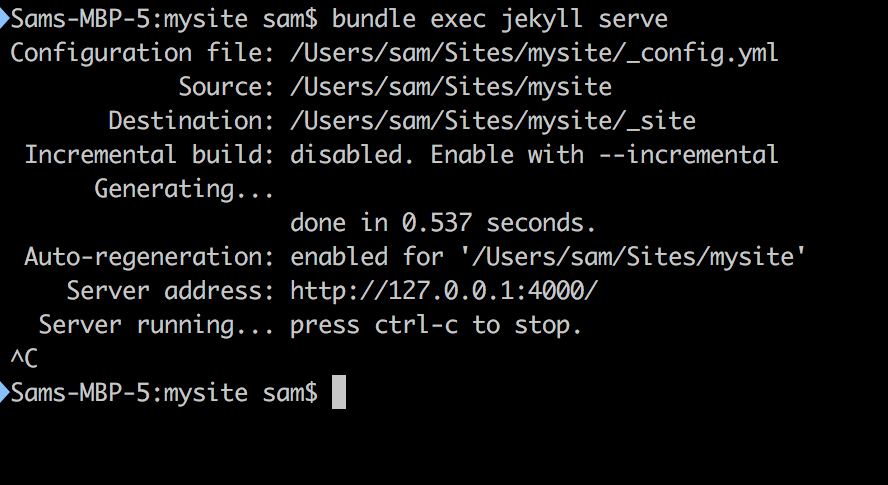 Sams-MBP-5:mysite sam$ bundle exec jekyll serve
Configuration file: /Users/sam/Sites/mysite/_config.yml
Source: /Users/sam/Sites/mysite
Destination: /Users/sam/Sites/mysite/_site
Incremental build: disabled. Enable with --incremental
Generating...
done in 0.537 seconds.
Auto-regeneration: enabled for '/Users/sam/Sites/mysite'
Server address: http://127.0.0.1:4000/
Server running... press ctrl-c to stop.
^C
Sams-MBP-5:mysite sam$